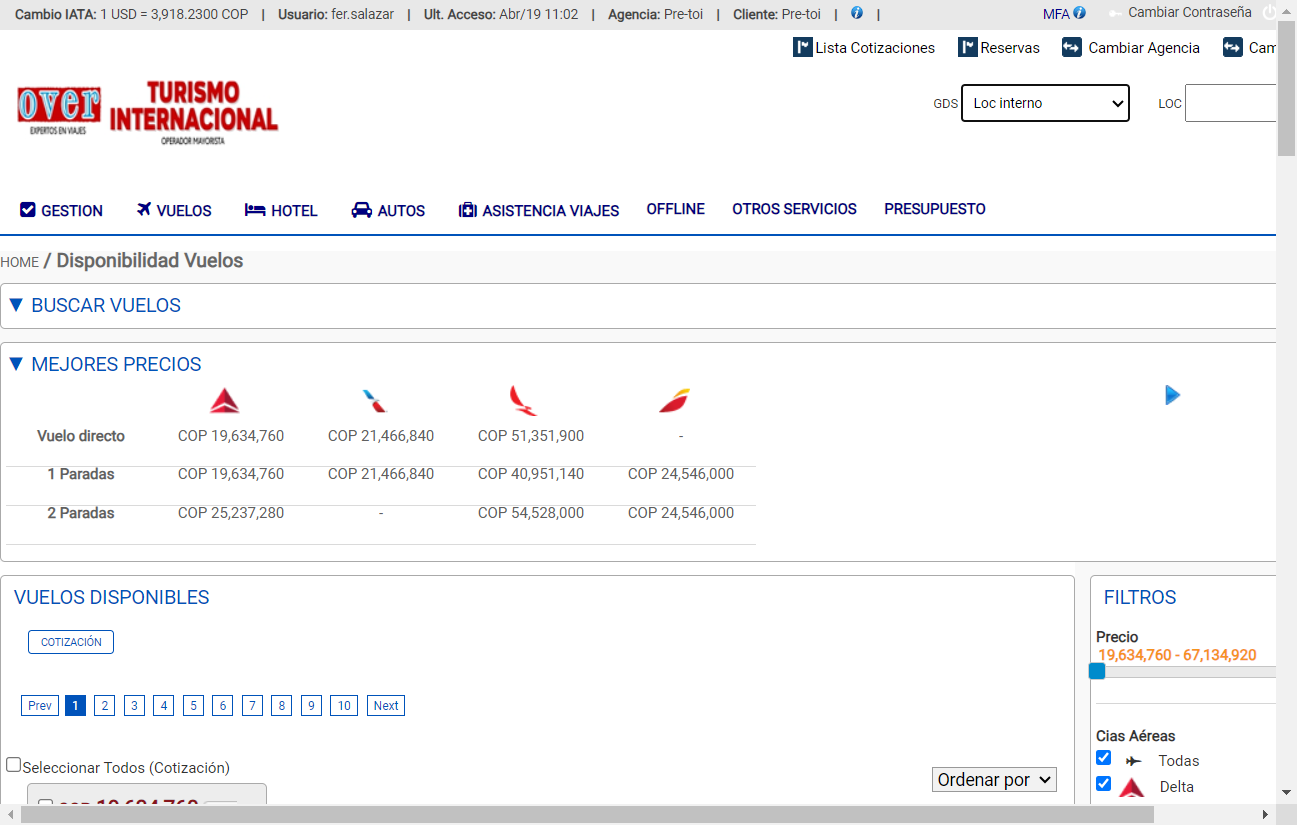 Cambio IATA: 1 USD = 3,918.2300 COP | Usuario: fer.salazar | Ult. Acceso: Abr/19 11:02 | Agencia: Pre-toi | Cliente: Pre-toi | i | MFA i Cambiar Contraseña
Lista Cotizaciones Reservas Cambiar Agencia Cam
over EXPERTOS EN VIAJES
TURISMO
INTERNACIONAL
OPERADOR MAYORISTA
GDS Loc interno LOC
GESTION VUELOS HOTEL AUTOS ASISTENCIA VIAJES OFFLINE OTROS SERVICIOS PRESUPUESTO
HOME / Disponibilidad Vuelos
▼ BUSCAR VUELOS
▼ MEJORES PRECIOS
Vuelo directo COP 19,634,760 COP 21,466,840 COP 51,351,900 -
1 Paradas COP 19,634,760 COP 21,466,840 COP 40,951,140 COP 24,546,000
2 Paradas COP 25,237,280 - COP 54,528,000 COP 24,546,000
VUELOS DISPONIBLES
COTIZACIÓN
Prev 1 2 3 4 5 6 7 8 9 10 Next
Seleccionar Todos (Cotización)
Ordenar por
FILTROS
Precio
19,634,760 - 67,134,920
Cias Aéreas
Todas
Delta